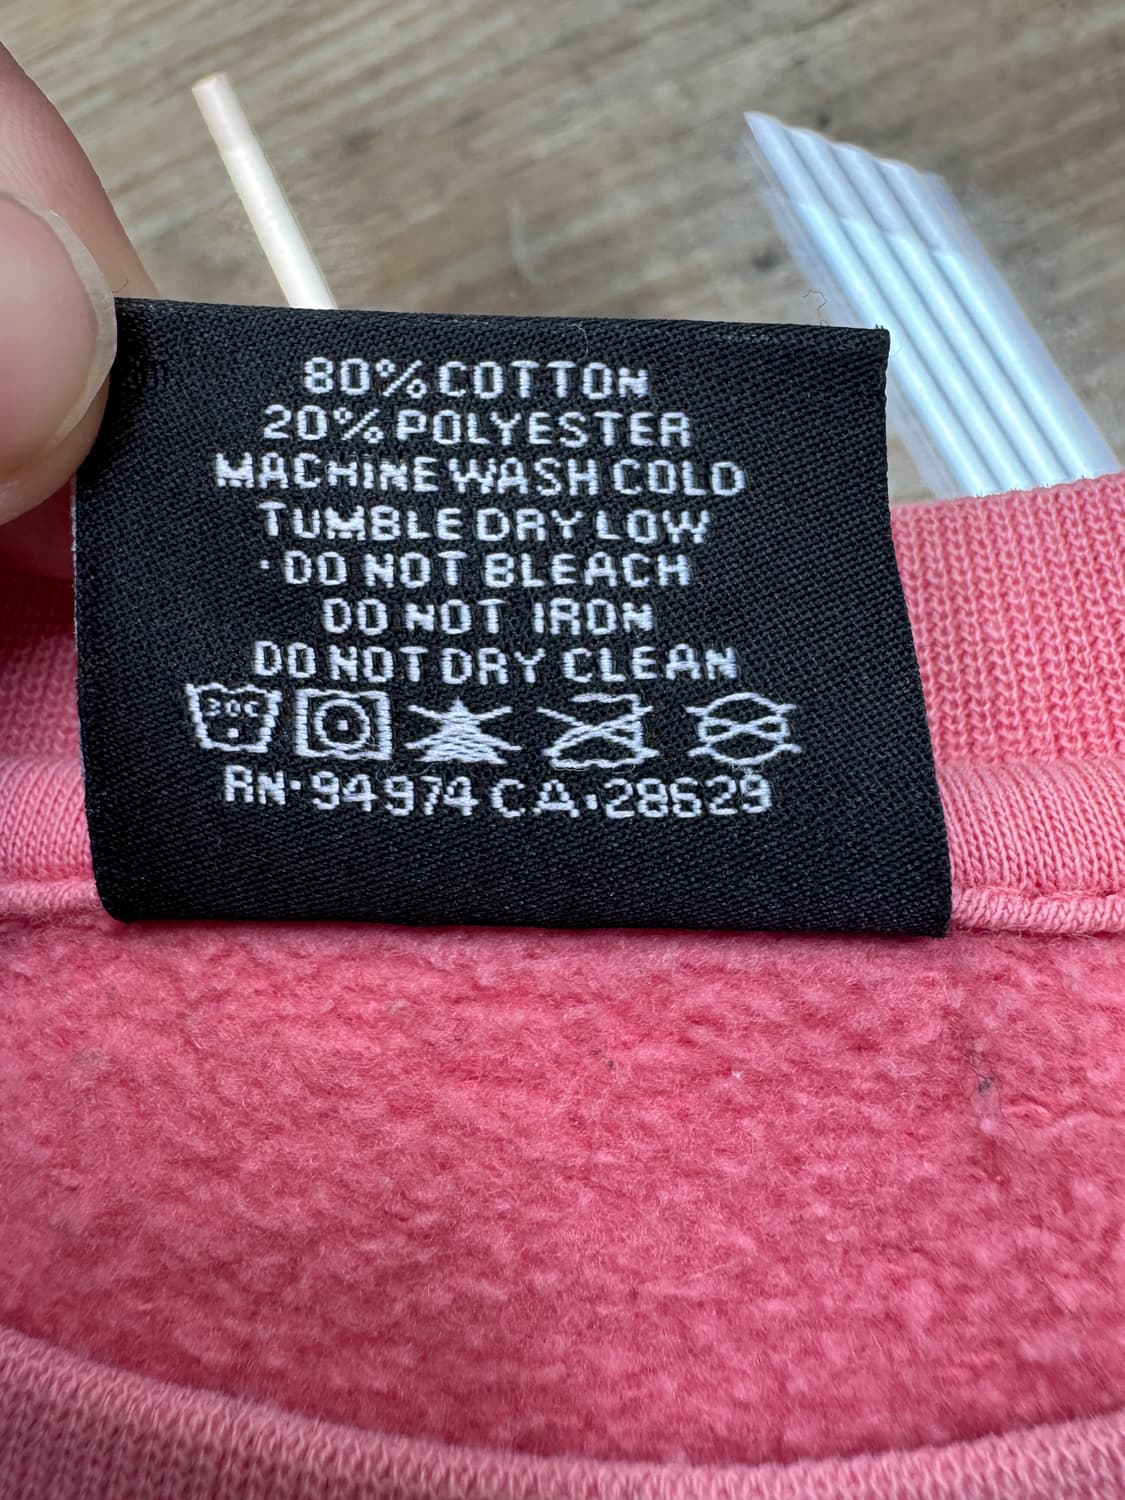 80% COTTON
20% POLYESTER
MACHINE WASH COLD
TUMBLE DRY LOW
·DO NOT BLEACH
DO NOT IRON
DO NOT DRY CLEAN
30C
RN·94974 CA·28629